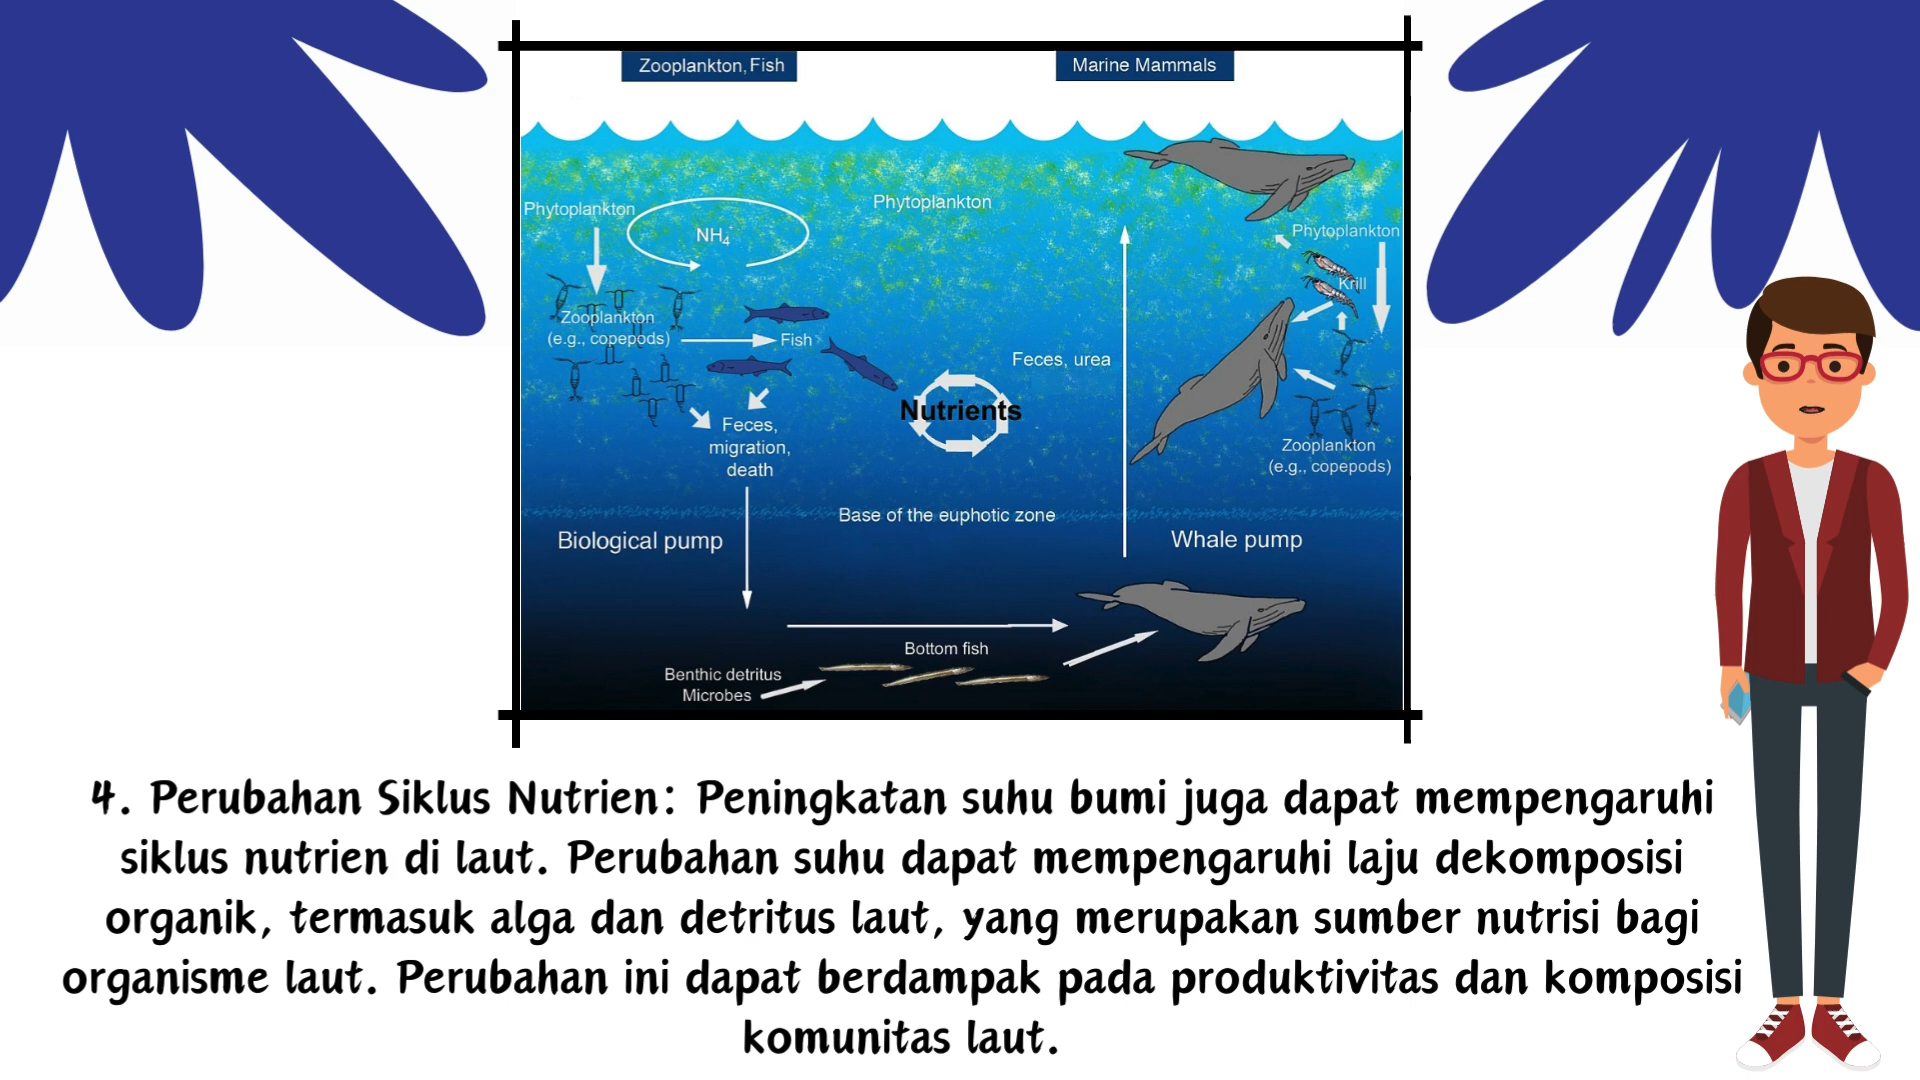 Zooplankton, Fish
Marine Mammals
Phytoplankton
NH4
Phytoplankton
Phytoplankton
Krill
Zooplankton
(e.g., copepods)
Fish
Feces, urea
Nutrients
Feces,
migration,
death
Zooplankton
(e.g., copepods)
Base of the euphotic zone
Biological pump
Whale pump
Bottom fish
Benthic detritus
Microbes
4. Perubahan Siklus Nutrien: Peningkatan suhu bumi juga dapat mempengaruhi
siklus nutrien di laut. Perubahan suhu dapat mempengaruhi laju dekomposisi
organik, termasuk alga dan detritus laut, yang merupakan sumber nutrisi bagi
organisme laut. Perubahan ini dapat berdampak pada produktivitas dan komposisi
komunitas laut.